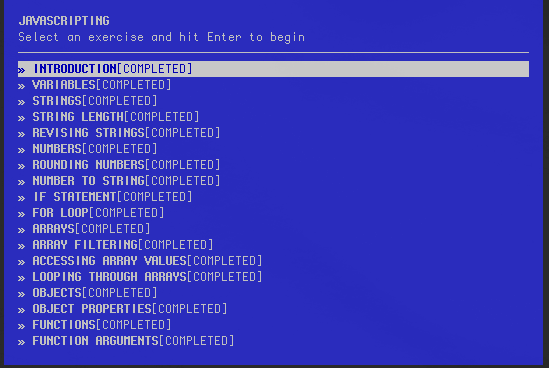 JAVASCRIPTING
Select an exercise and hit Enter to begin
» INTRODUCTION[COMPLETED]
» VARIABLES[COMPLETED]
» STRINGS[COMPLETED]
» STRING LENGTH[COMPLETED]
» REVISING STRINGS[COMPLETED]
» NUMBERS[COMPLETED]
» ROUNDING NUMBERS[COMPLETED]
» NUMBER TO STRING[COMPLETED]
» IF STATEMENT[COMPLETED]
» FOR LOOP[COMPLETED]
» ARRAYS[COMPLETED]
» ARRAY FILTERING[COMPLETED]
» ACCESSING ARRAY VALUES[COMPLETED]
» LOOPING THROUGH ARRAYS[COMPLETED]
» OBJECTS[COMPLETED]
» OBJECT PROPERTIES[COMPLETED]
» FUNCTIONS[COMPLETED]
» FUNCTION ARGUMENTS[COMPLETED]